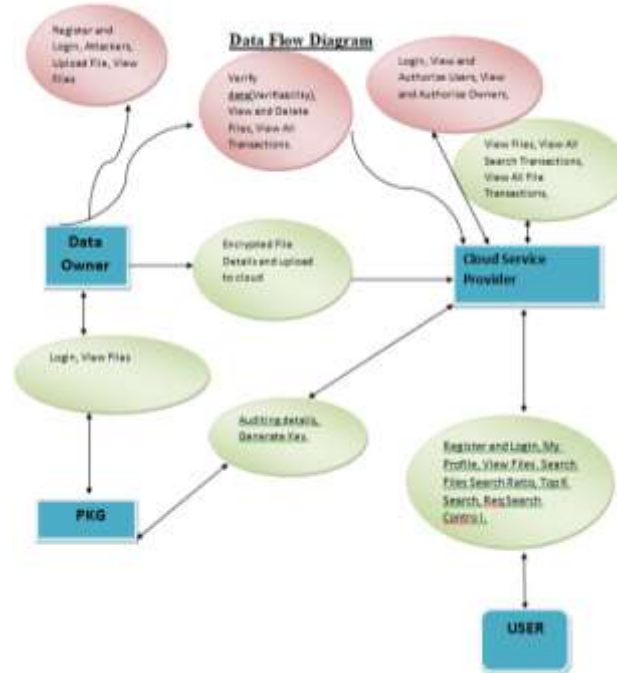 Data Flow Diagram
Register and
Login, Attackers,
Upload File, View
Files
Verify
data(Verifiability),
View and Delete
Files, View All
Transactions.
Login, View and
Authorise Users, View
and Authorise Owners,
View Files, View All
Search Transactions,
View All File
Transactions,
Data
Owner
Encrypted File
Details and upload
to cloud
Cloud Service
Provider
Login, View Files
Auditing details,
Generate Key,
Register and Login, My
Profile, View Files, Search
Files Search Ratio, Top K
Search, Req Search
Control,
PKG
USER